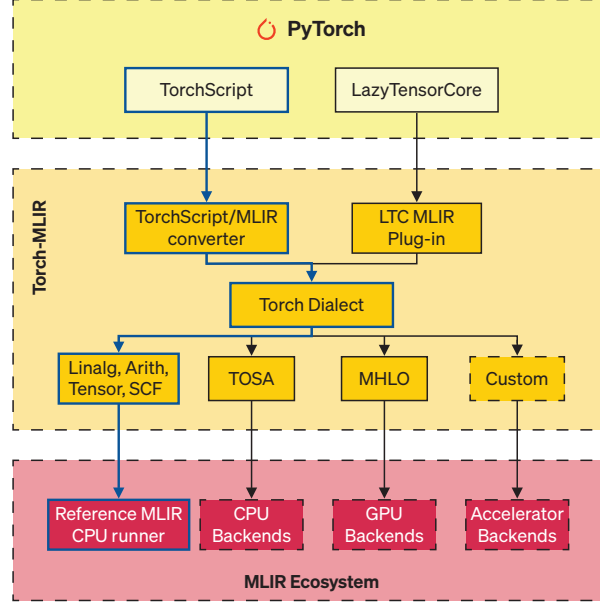 PyTorch
TorchScript
LazyTensorCore
Torch-MLIR
TorchScript/MLIR
converter
LTC MLIR
Plug-in
Torch Dialect
Linalg, Arith,
Tensor, SCF
TOSA
MHLO
Custom
Reference MLIR
CPU runner
CPU
Backends
GPU
Backends
Accelerator
Backends
MLIR Ecosystem